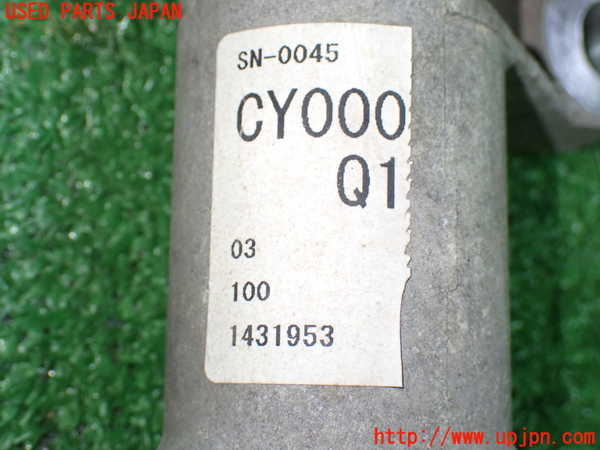 USED PARTS JAPAN
SN-0045
CY000
Q1
03
100
1431953
http://www.upjpn.com/